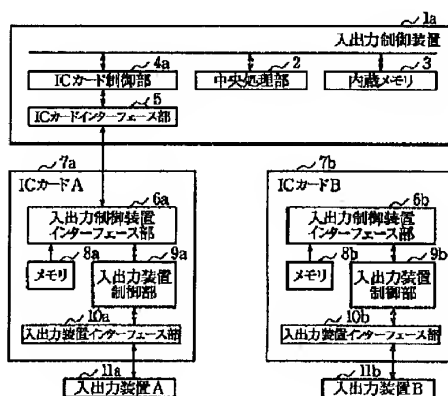 1a
入出力制御装置
4a
2
3
ICカード制御部
中央処理部
内蔵メモリ
5
ICカードインターフェース部
7a
7b
ICカードA
ICカードB
6a
6b
入出力制御装置
インターフェース部
入出力制御装置
インターフェース部
8a
9a
8b
9b
メモリ
入出力装置
制御部
メモリ
入出力装置
制御部
10a
10b
入出力装置インターフェース部
入出力装置インターフェース部
11a
11b
入出力装置A
入出力装置B